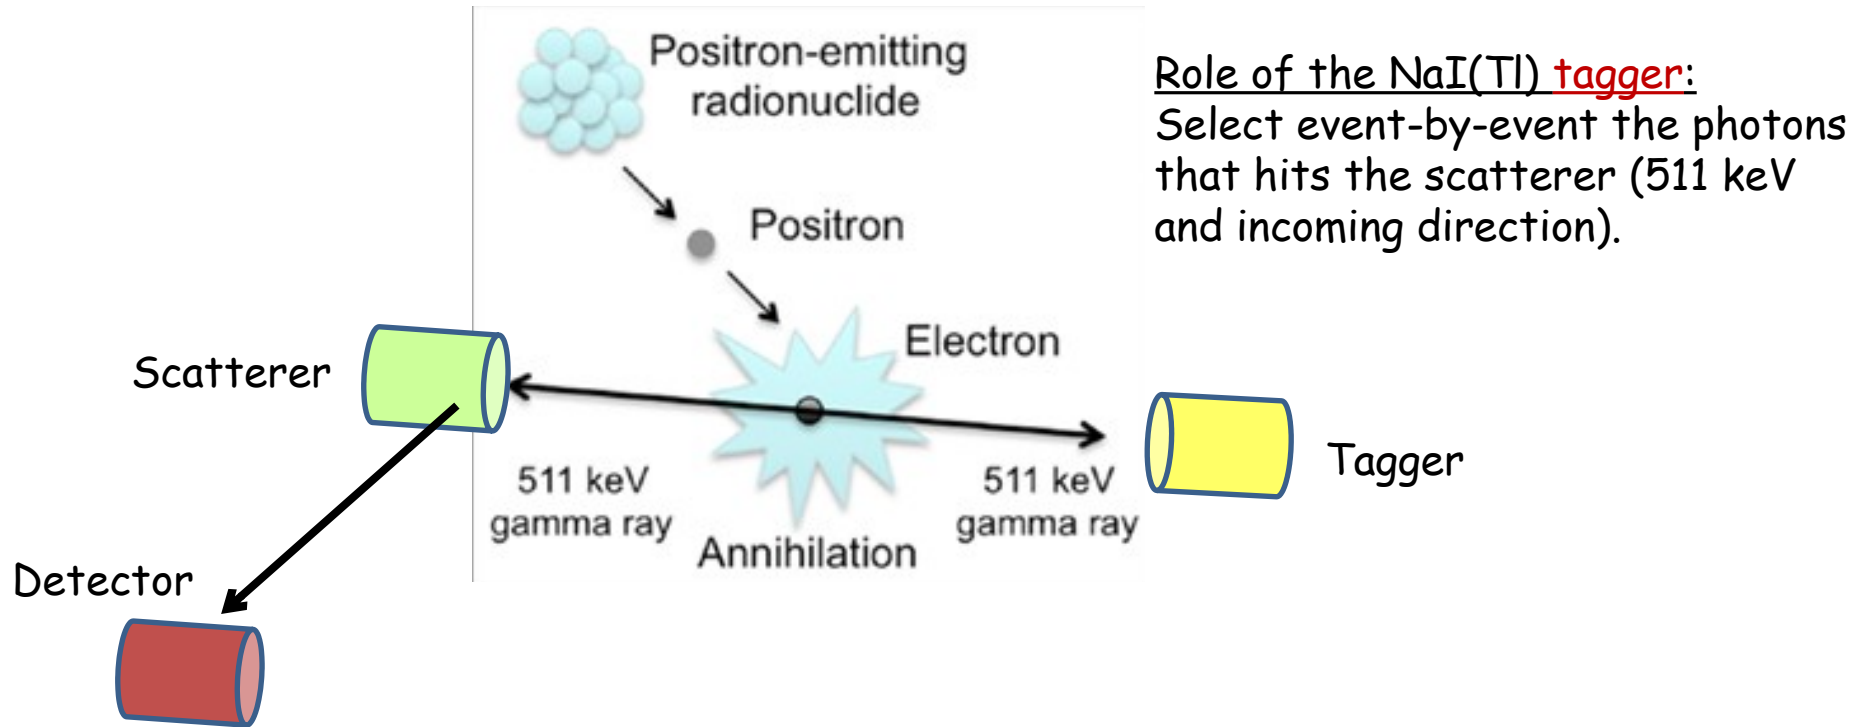 Positron-emitting
radionuclide
Role of the NaI(Tl) tagger:
Select event-by-event the photons
that hits the scatterer (511 keV
and incoming direction).
Positron
Electron
Scatterer
Tagger
511 keV
gamma ray
511 keV
gamma ray
Annihilation
Detector